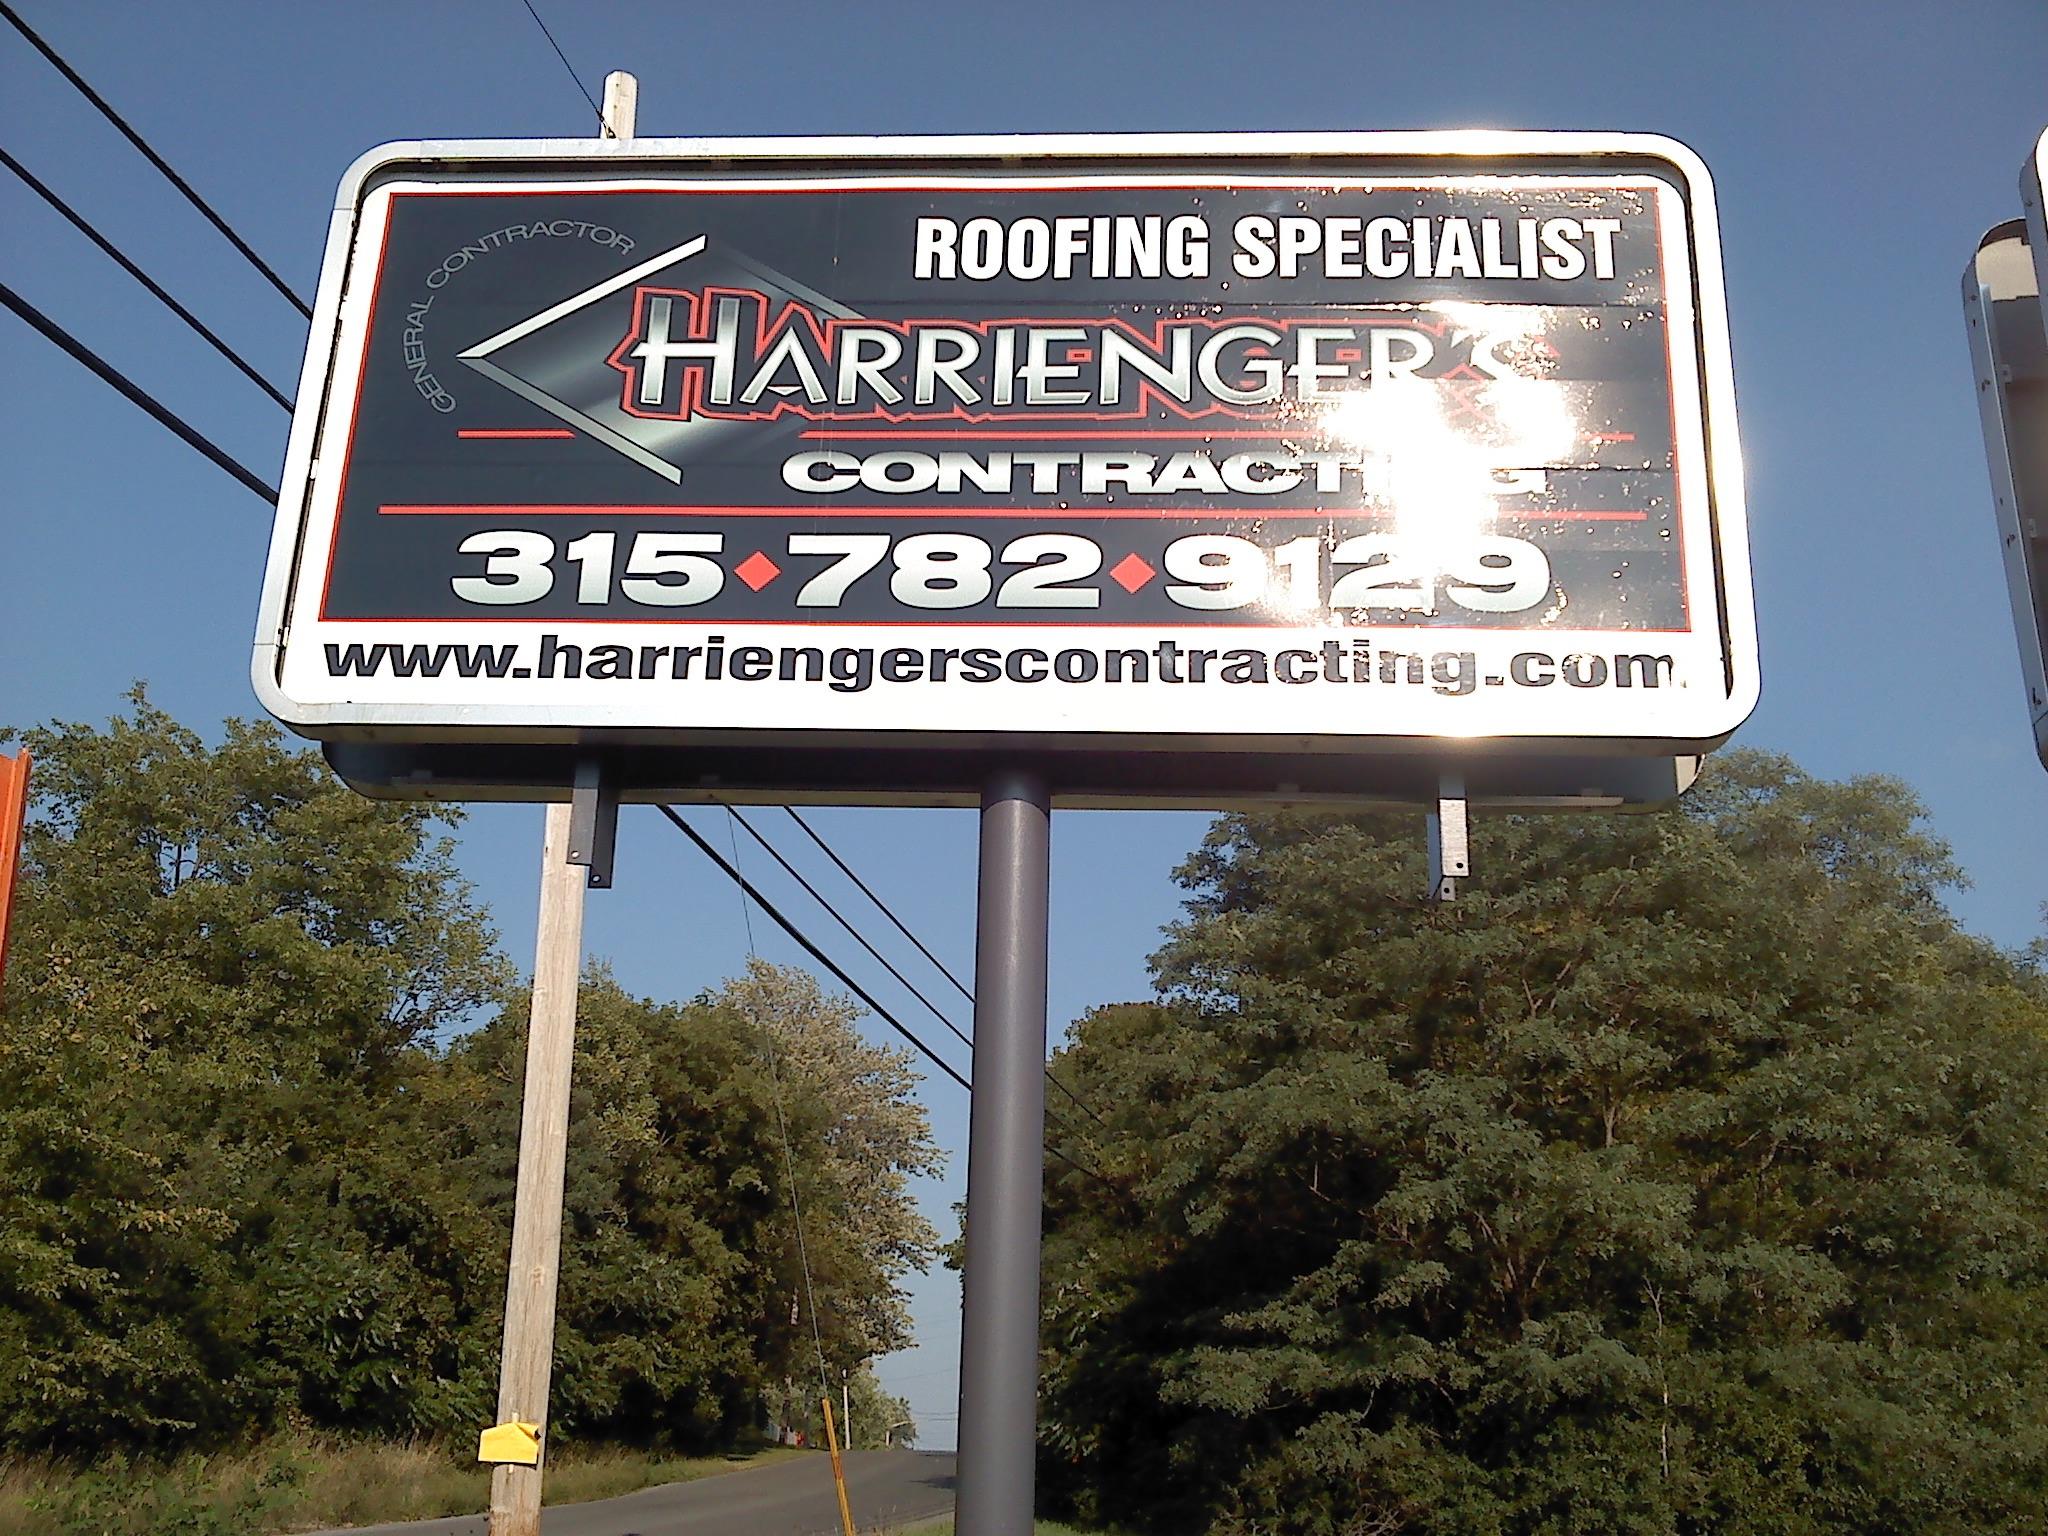 GENERAL CONTRACTOR
ROOFING SPECIALIST
HARRIENGER'S
CONTRACTING
315 • 782 • 9129
www.harriengerscontracting.com